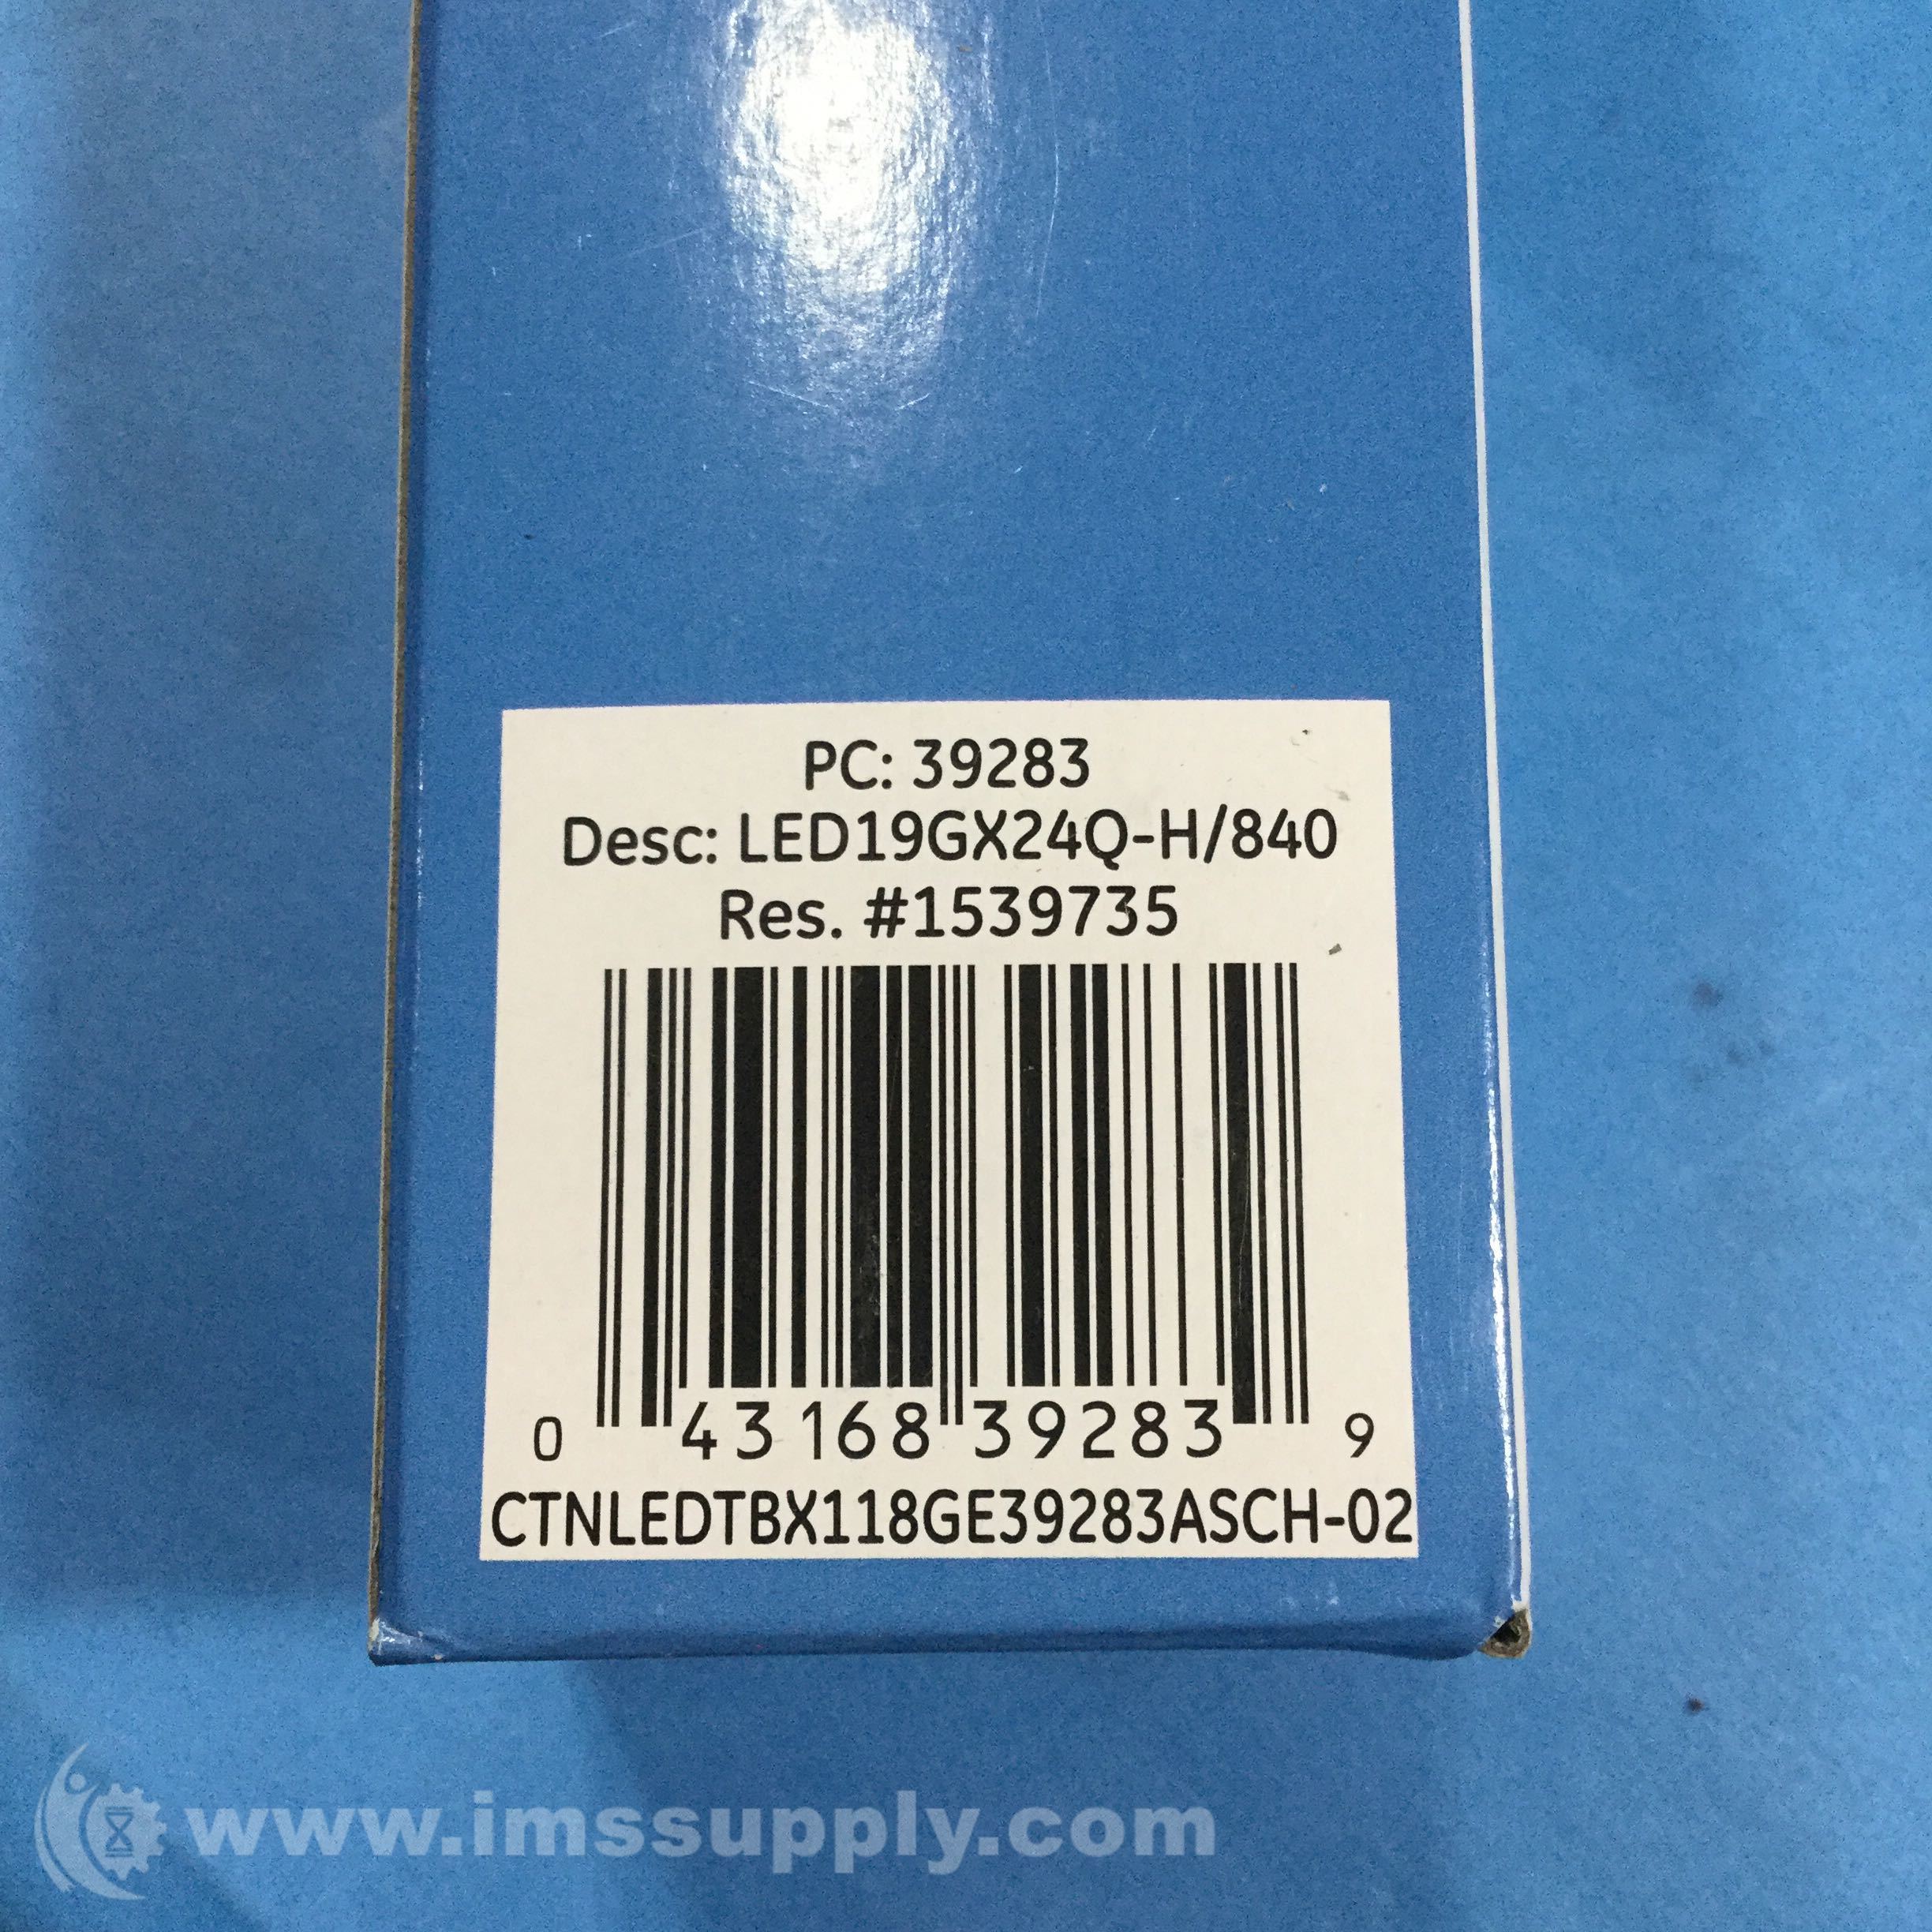 PC: 39283
Desc: LED19GX24Q-H/840
Res. #1539735
0 43168 39283 9
CTNLEDTBX118GE39283ASCH-02
www.imssupply.com